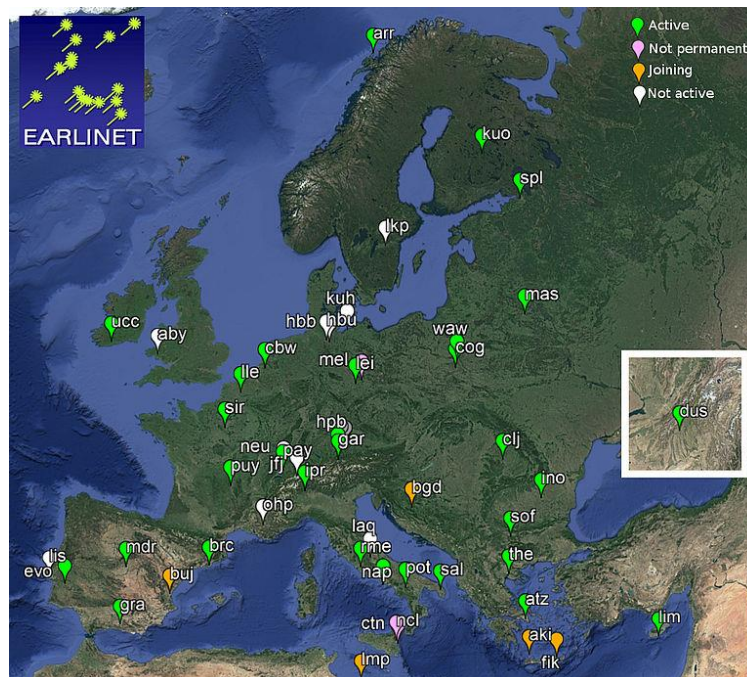 EARLINET
Active
Not permanent
Joining
Not active
arr
kuo
spl
lkp
mas
kuh
hbb
hbu
ucc
aby
waw
cog
cbw
mel
lei
lle
dus
sir
hpb
gar
clj
neu
pay
jfj
ipr
puy
ino
bgd
ohp
sof
laq
rme
lis
mdr
brc
the
evo
buj
nap
pot
sal
gra
atz
lim
ctn
ncl
aki
fik
lmp